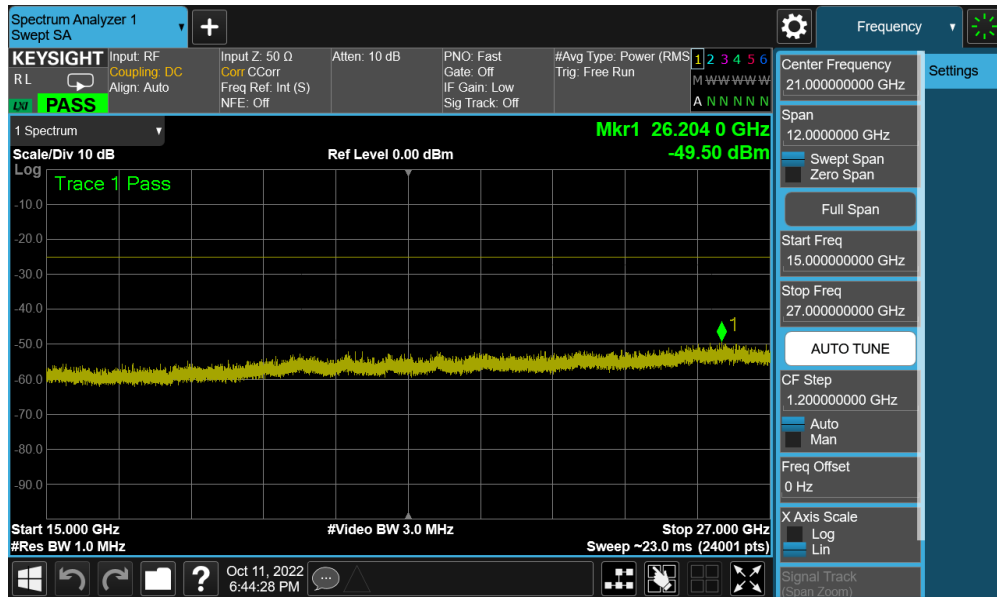 Spectrum Analyzer 1
Swept SA
Frequency
KEYSIGHT
R L
LXI PASS
Input: RF
Coupling: DC
Align: Auto
Input Z: 50 Ω
Corr CCorr
Freq Ref: Int (S)
NFE: Off
Atten: 10 dB
PNO: Fast
Gate: Off
IF Gain: Low
Sig Track: Off
#Avg Type: Power (RMS
Trig: Free Run
1 2 3 4 5 6
M W W W W W
A N N N N N
1 Spectrum
Scale/Div 10 dB
Ref Level 0.00 dBm
Mkr1 26.204 0 GHz
-49.50 dBm
Log
Trace 1 Pass
-10.0
-20.0
-30.0
-40.0
-50.0
-60.0
-70.0
-80.0
-90.0
1
Start 15.000 GHz
#Video BW 3.0 MHz
Stop 27.000 GHz
#Res BW 1.0 MHz
Sweep ~23.0 ms (24001 pts)
Center Frequency
21.000000000 GHz
Settings
Span
12.0000000 GHz
Swept Span
Zero Span
Full Span
Start Freq
15.000000000 GHz
Stop Freq
27.000000000 GHz
AUTO TUNE
CF Step
1.200000000 GHz
Auto
Man
Freq Offset
0 Hz
X Axis Scale
Log
Lin
Signal Track
(Span Zoom)
?
Oct 11, 2022
6:44:28 PM